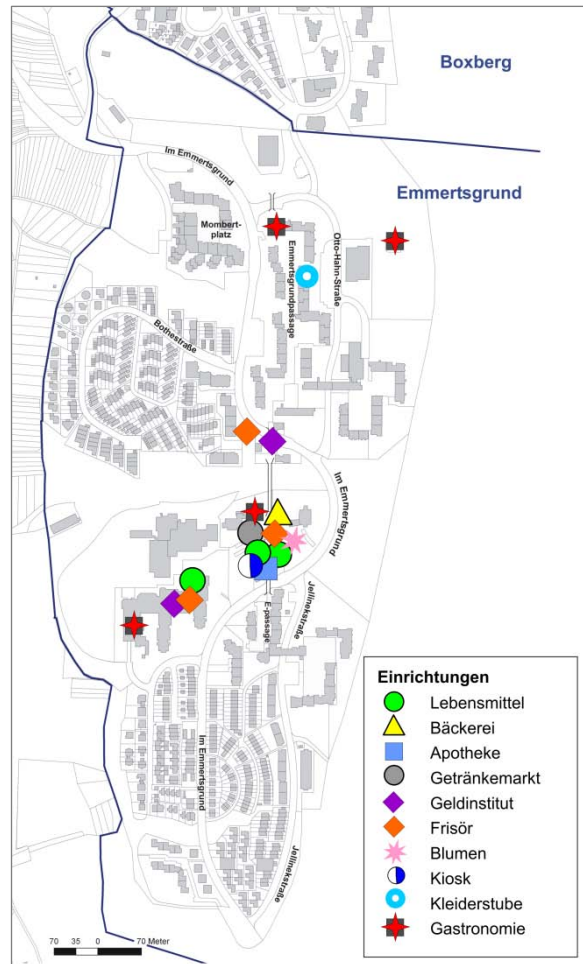 Boxberg
Emmertsgrund
Im Emmertsgrund
Mombert-
platz
Emmertsgrundpassage
Otto-Hahn-Straße
Bothestraße
Im Emmertsgrund
Jellinekstraße
E-passage
Im Emmertsgrund
Jellinekstraße
Einrichtungen
Lebensmittel
Bäckerei
Apotheke
Getränkemarkt
Geldinstitut
Frisör
Blumen
Kiosk
Kleiderstube
Gastronomie
70 35 0 70 Meter